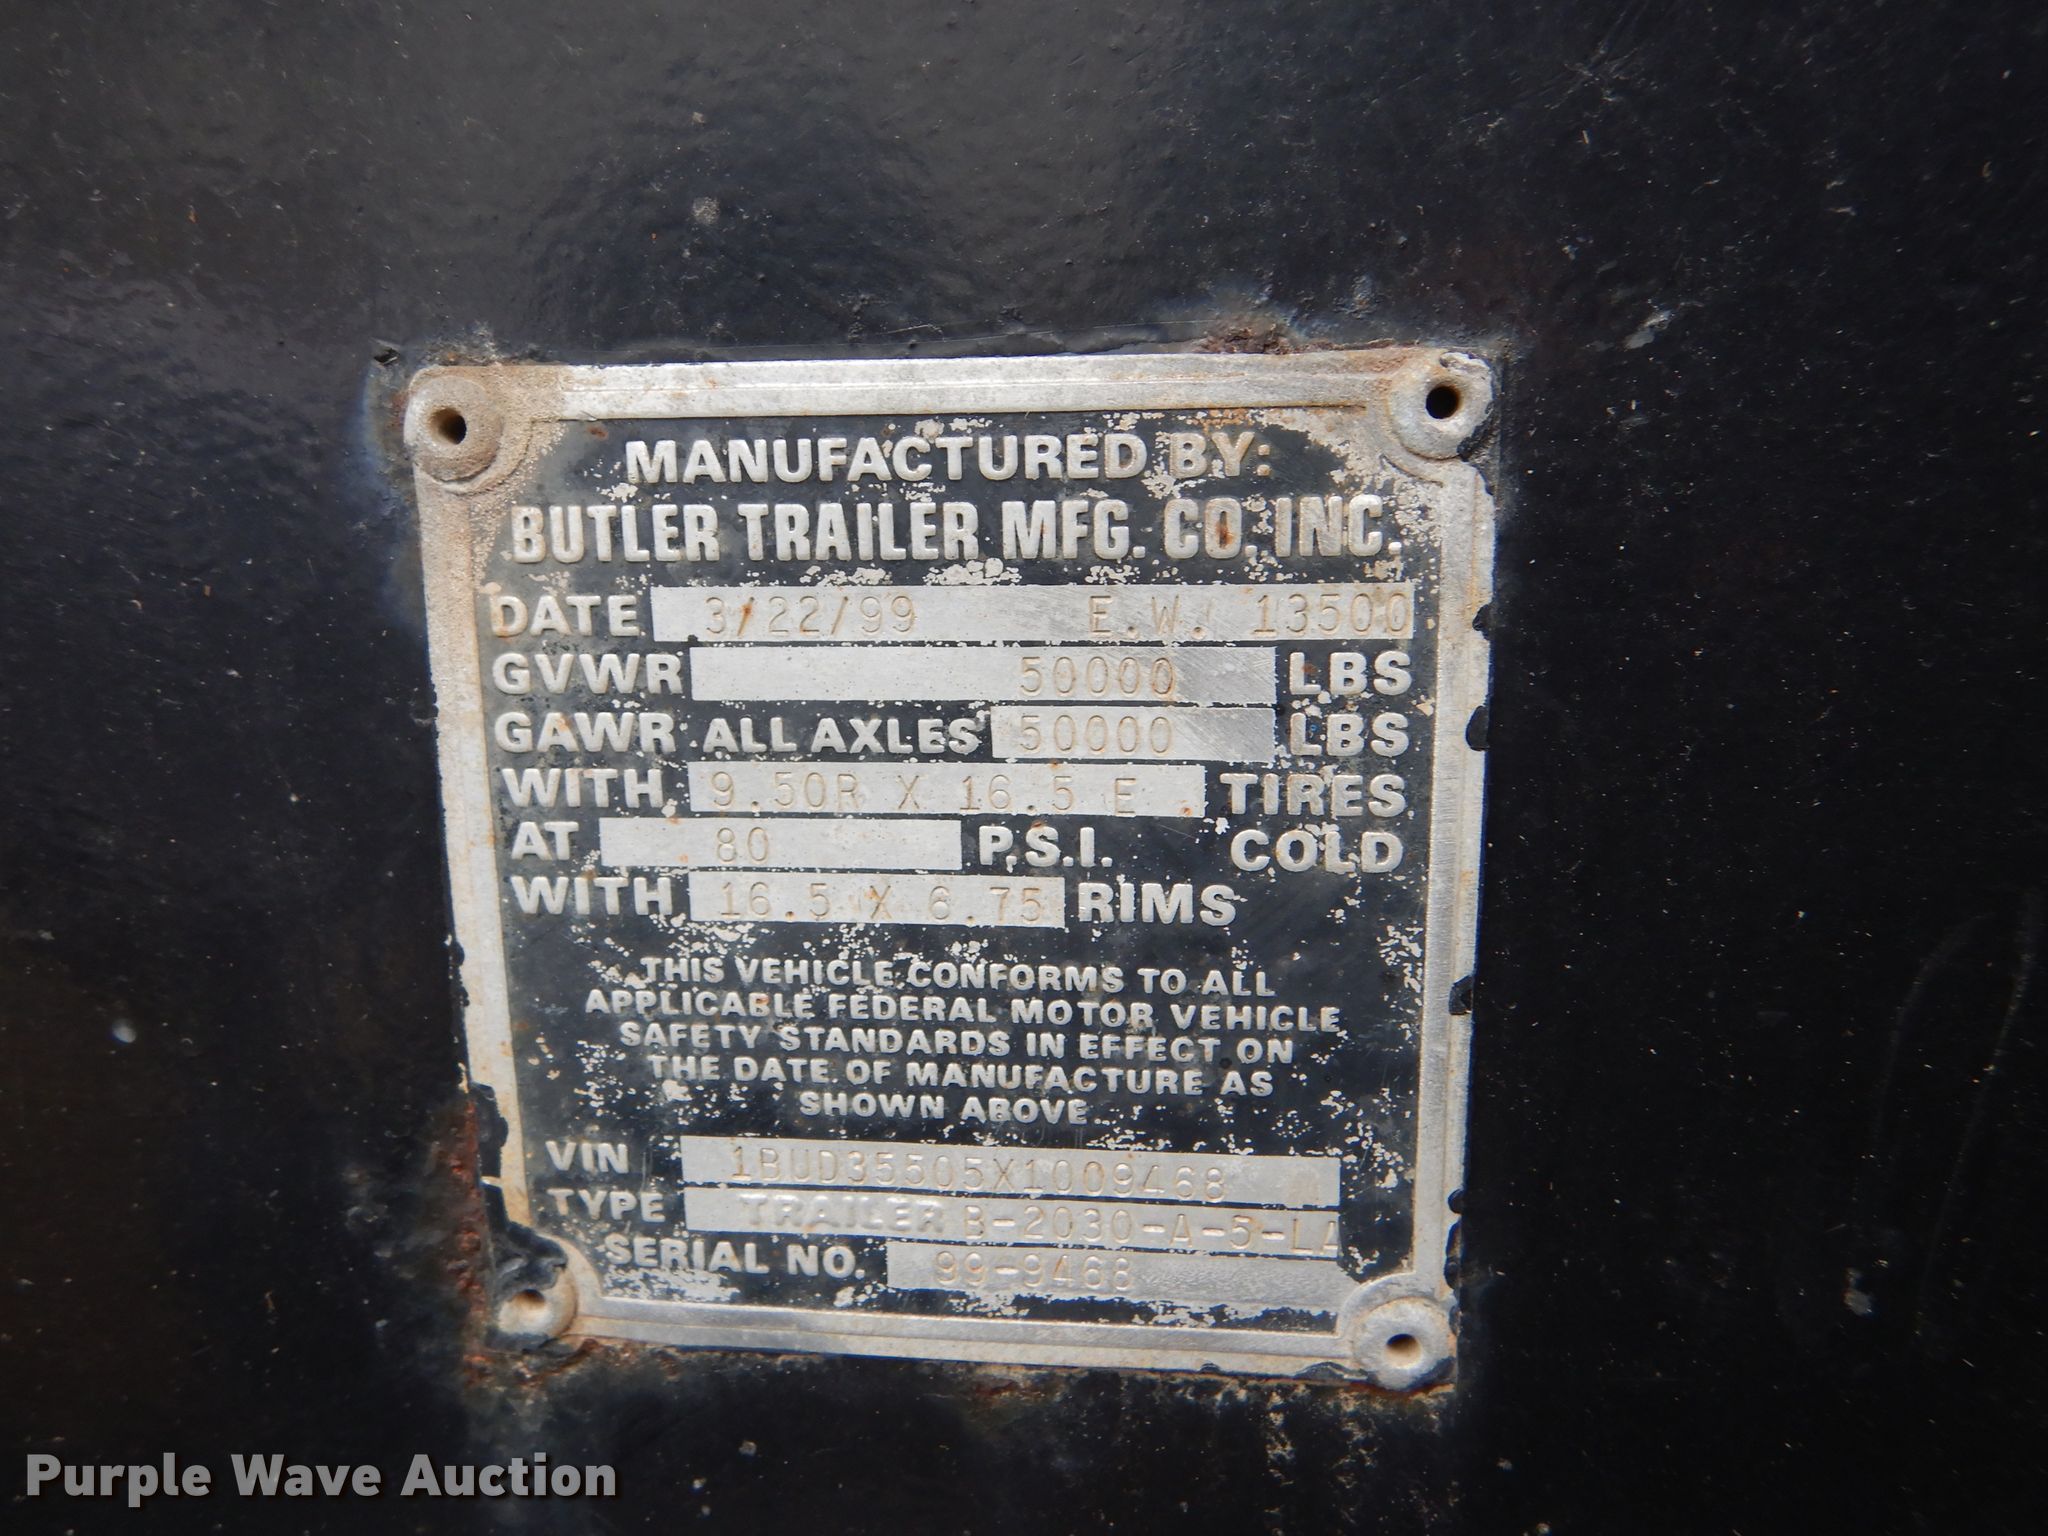 MANUFACTURED BY:
BUTLER TRAILER MFG. CO. INC.
DATE 3/22/99 E.W. 13500
GVWR 50000 LBS
GAWR ALL AXLES 50000 LBS
WITH 9.50R X 16.5 E TIRES
AT 80 P.S.I. COLD
WITH 16.5 X 6.75 RIMS
THIS VEHICLE CONFORMS TO ALL
APPLICABLE FEDERAL MOTOR VEHICLE
SAFETY STANDARDS IN EFFECT ON
THE DATE OF MANUFACTURE AS
SHOWN ABOVE
VIN 1BUD35505X1009468
TYPE TRAILER B-2030-A-5-LA
SERIAL NO. 99-9468
Purple Wave Auction